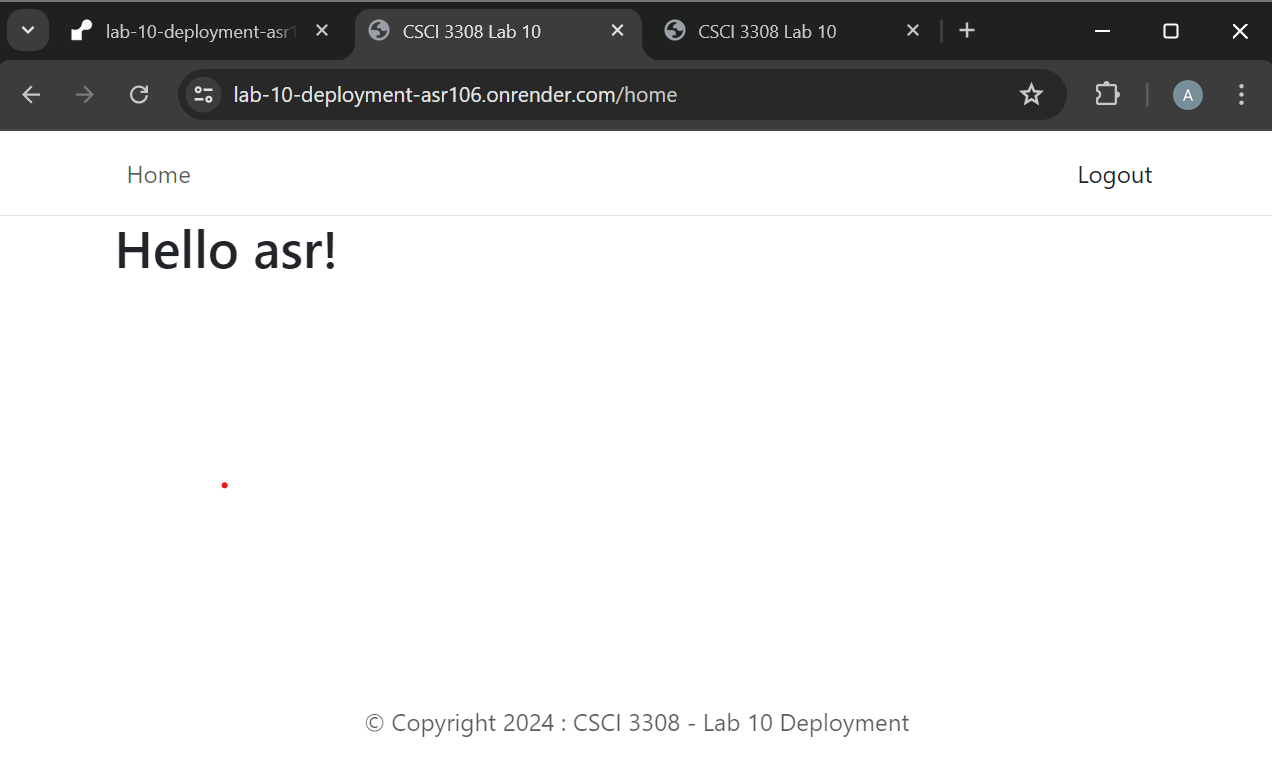 lab-10-deployment-asr1
CSCI 3308 Lab 10
CSCI 3308 Lab 10
lab-10-deployment-asr106.onrender.com/home
A
Home
Logout
Hello asr!
© Copyright 2024 : CSCI 3308 - Lab 10 Deployment